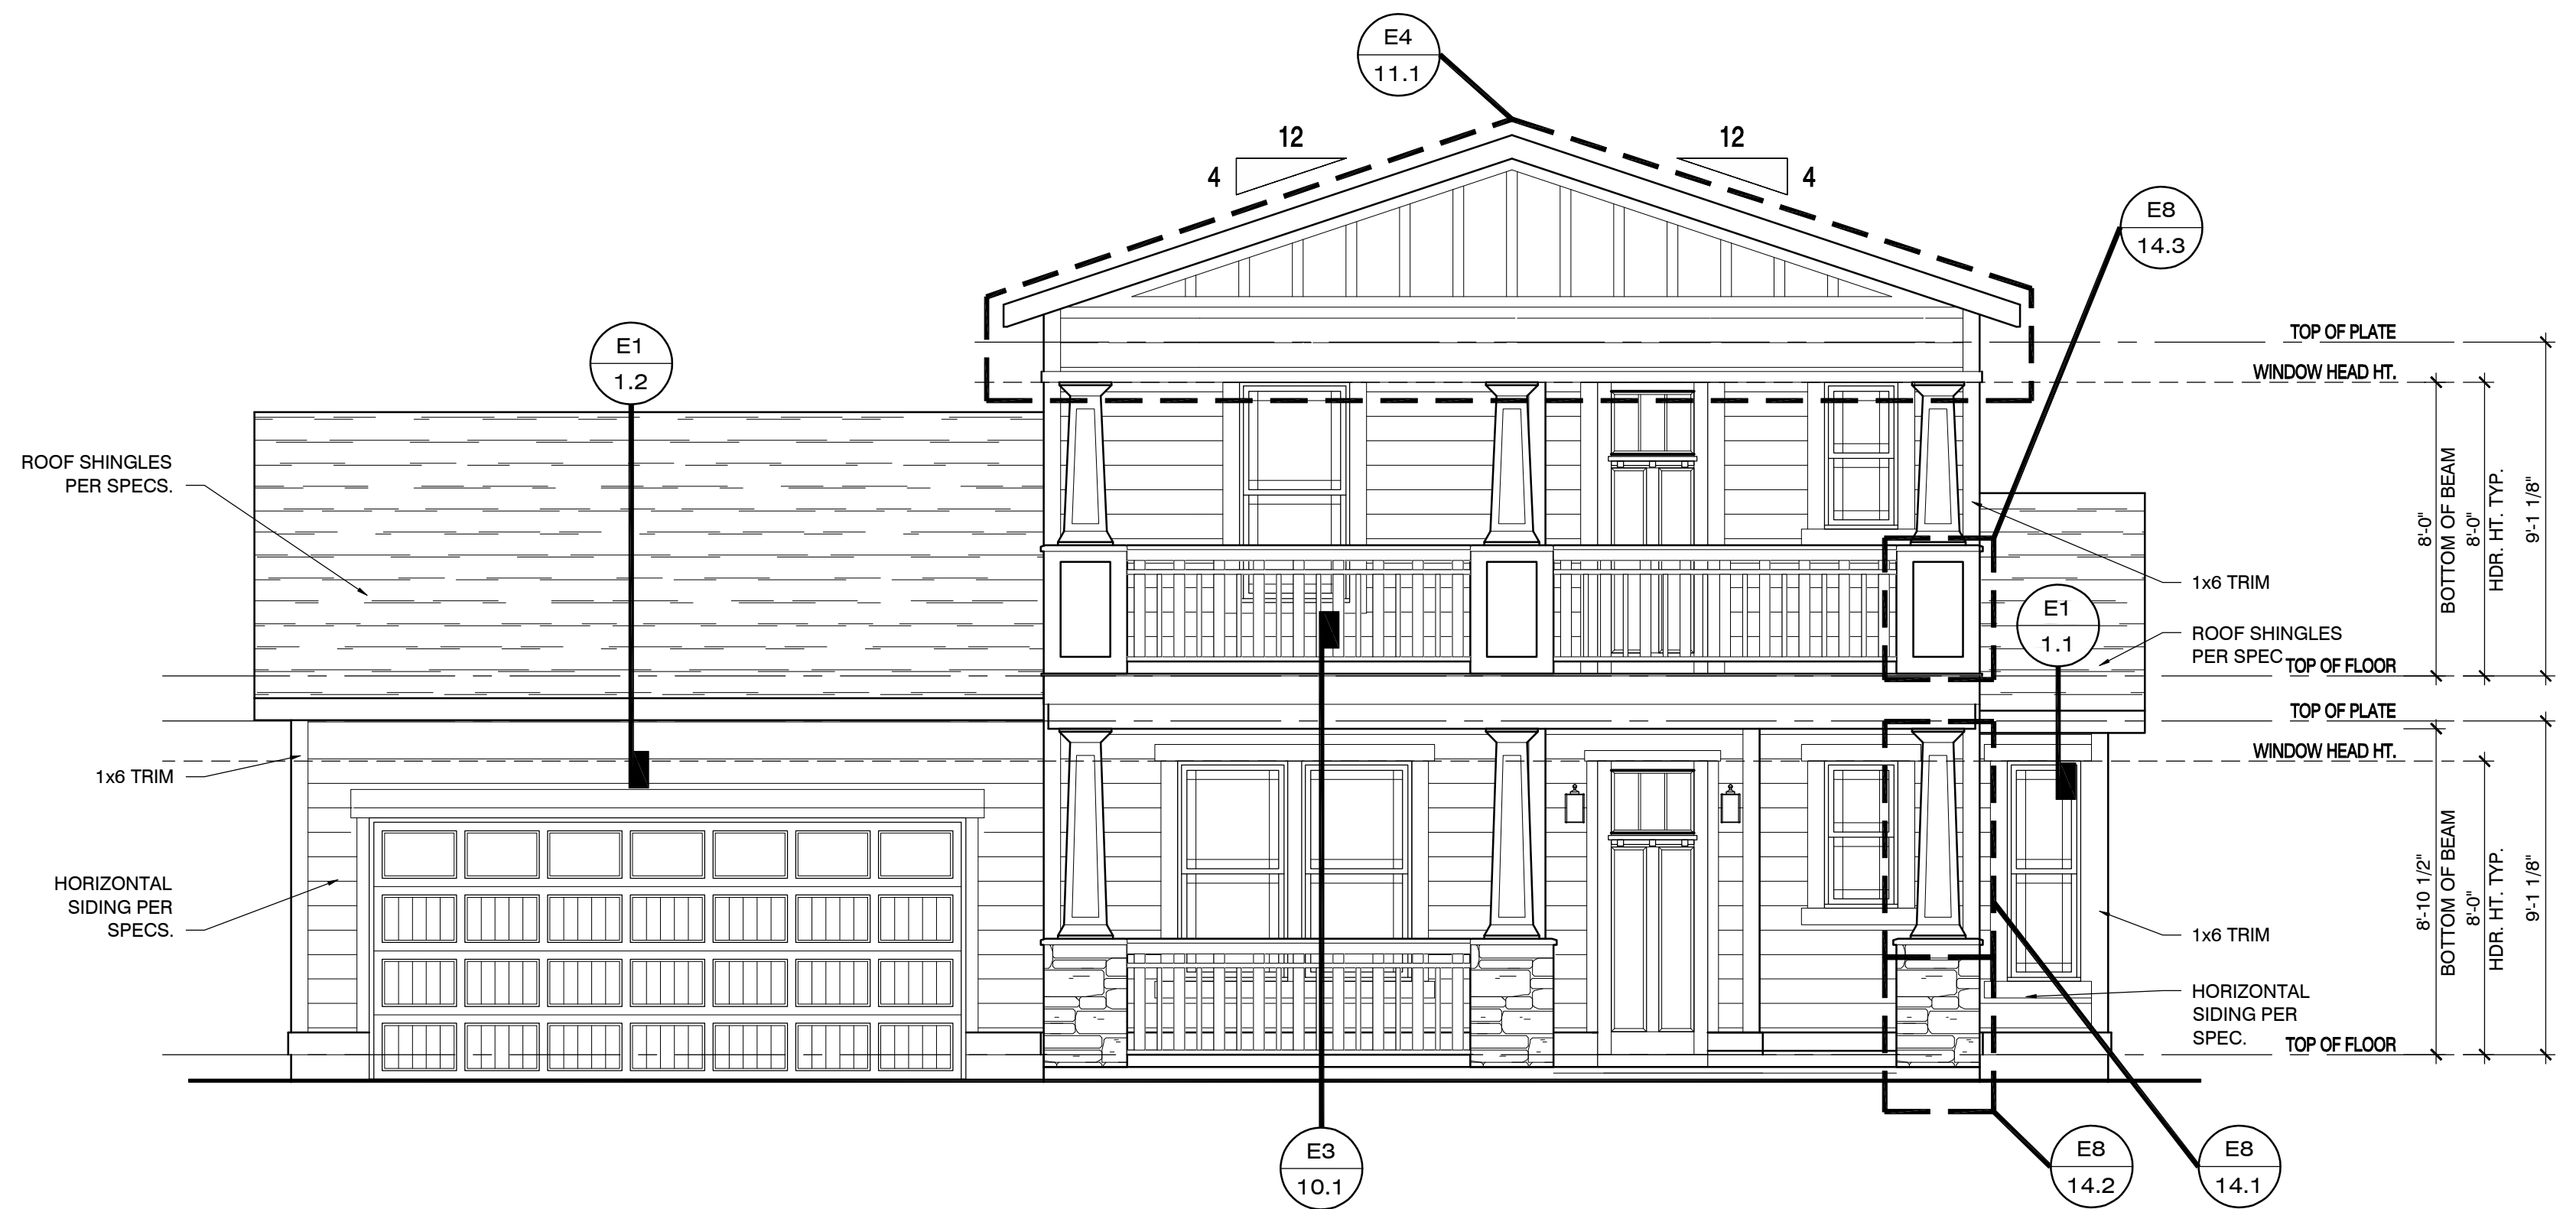 E4
11.1
12
4
12
4
E8
14.3
E1
1.2
TOP OF PLATE
WINDOW HEAD HT.
ROOF SHINGLES
PER SPECS.
8'-0"
BOTTOM OF BEAM
8'-0"
HDR. HT. TYP.
9'-1 1/8"
1x6 TRIM
E1
1.1
ROOF SHINGLES
PER SPEC
TOP OF FLOOR
TOP OF PLATE
WINDOW HEAD HT.
1x6 TRIM
HORIZONTAL
SIDING PER
SPECS.
8'-10 1/2"
BOTTOM OF BEAM
8'-0"
HDR. HT. TYP.
9'-1 1/8"
1x6 TRIM
HORIZONTAL
SIDING PER
SPEC.
TOP OF FLOOR
E3
10.1
E8
14.2
E8
14.1